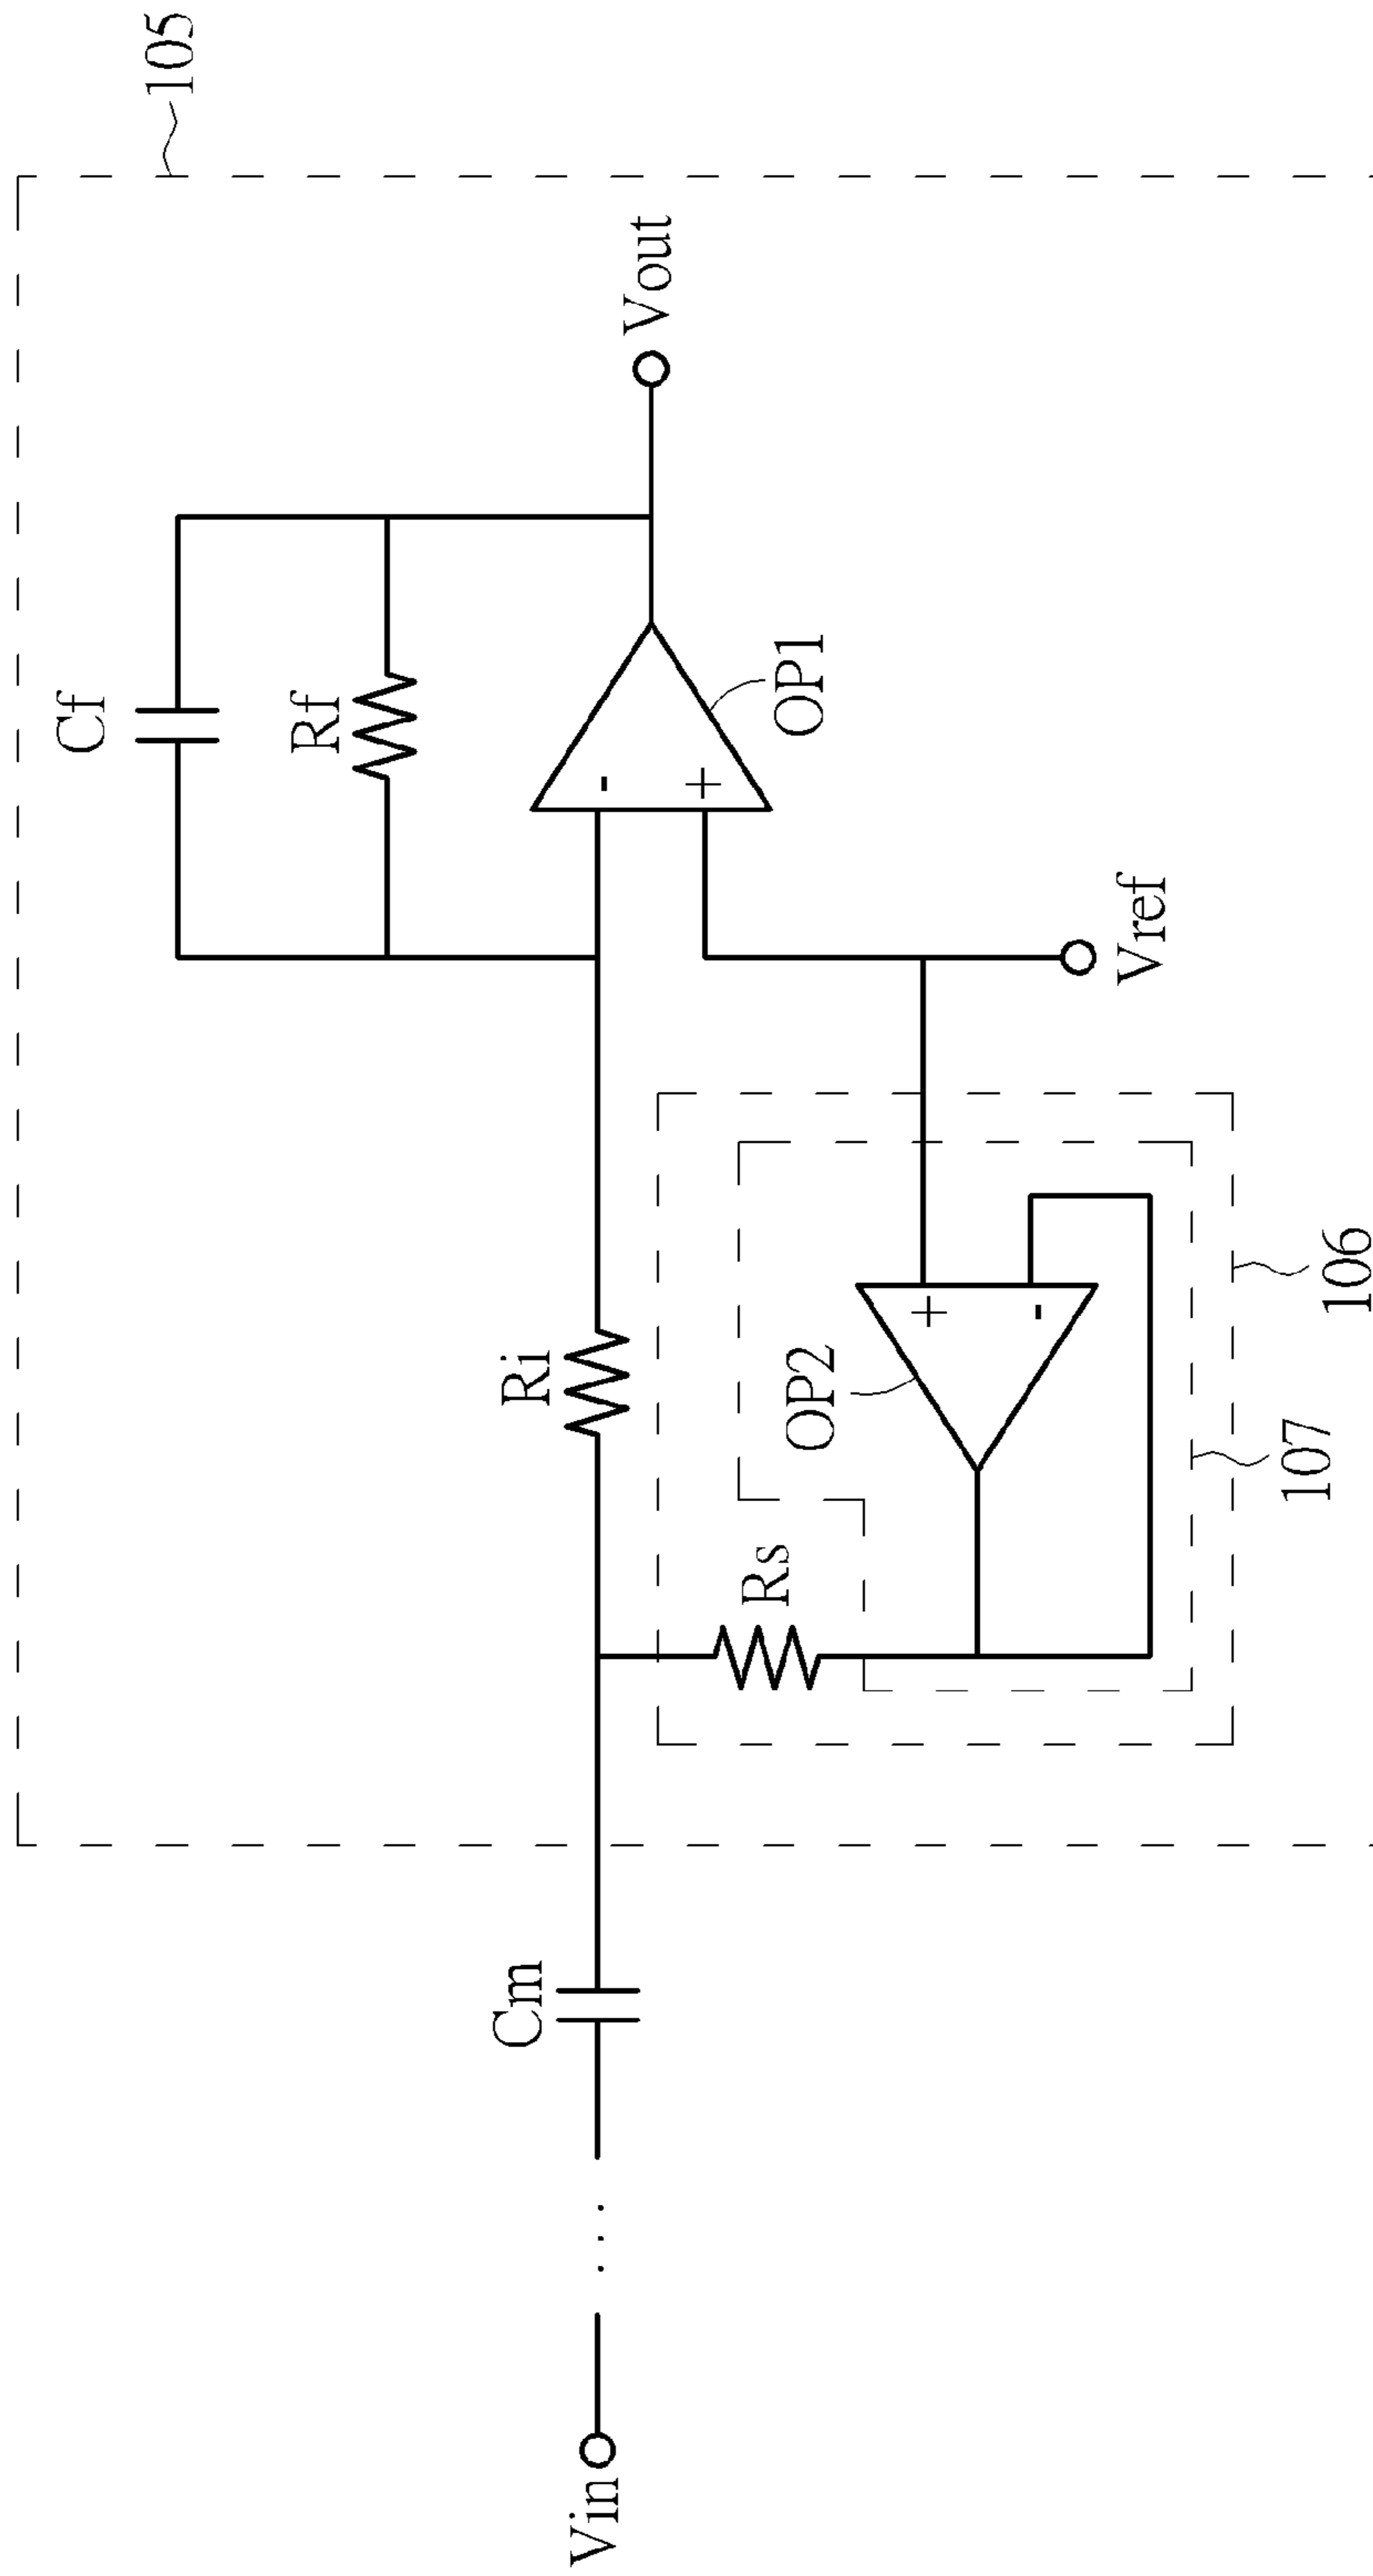 105
Cf
Rf
Vout
-
+
OP1
Ri
Vref
Rs
OP2
+
-
106
107
Cm
...
Vin